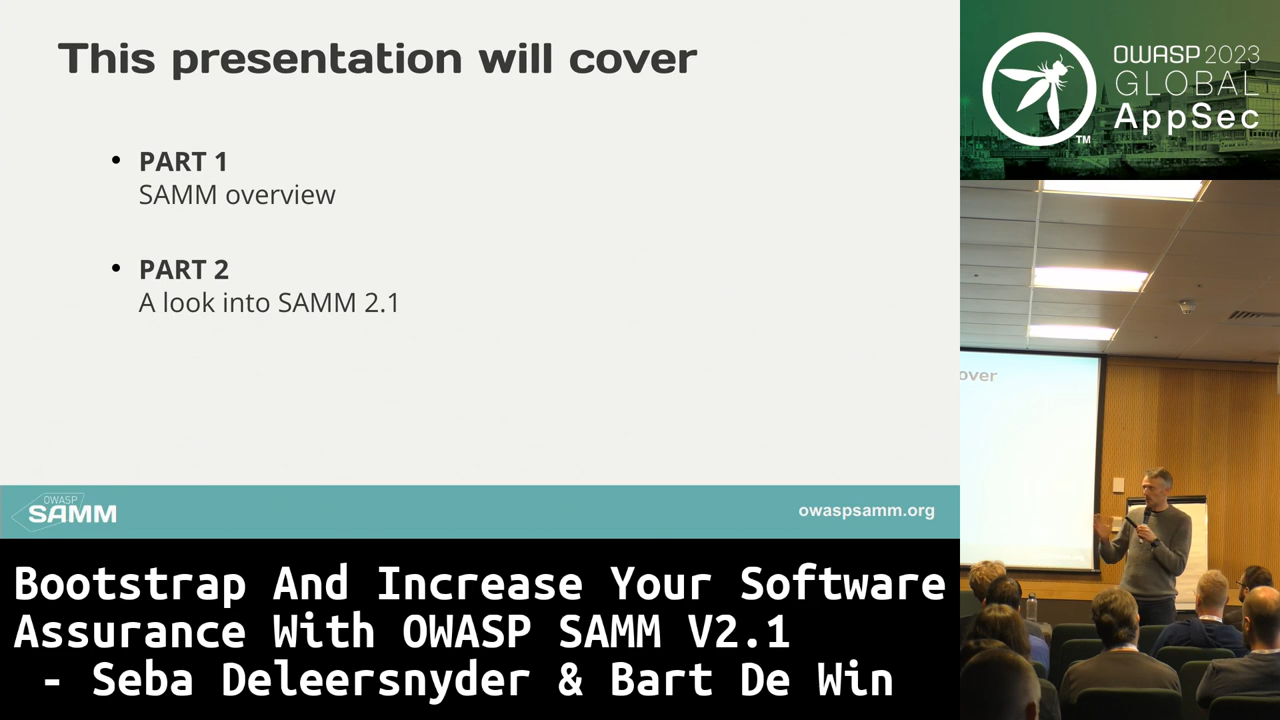 This presentation will cover
• PART 1
SAMM overview
• PART 2
A look into SAMM 2.1
OWASP
SAMM
owaspsamm.org
Bootstrap And Increase Your Software
Assurance With OWASP SAMM V2.1
- Seba Deleersnyder & Bart De Win
OWASP 2023
GLOBAL
AppSec
TM
over